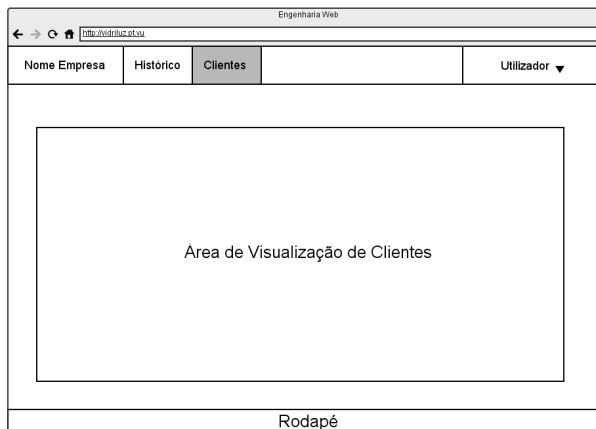 Engenharia Web
http://vidriluz.pt.vu
Nome Empresa Histórico Clientes Utilizador
Área de Visualização de Clientes
Rodapé